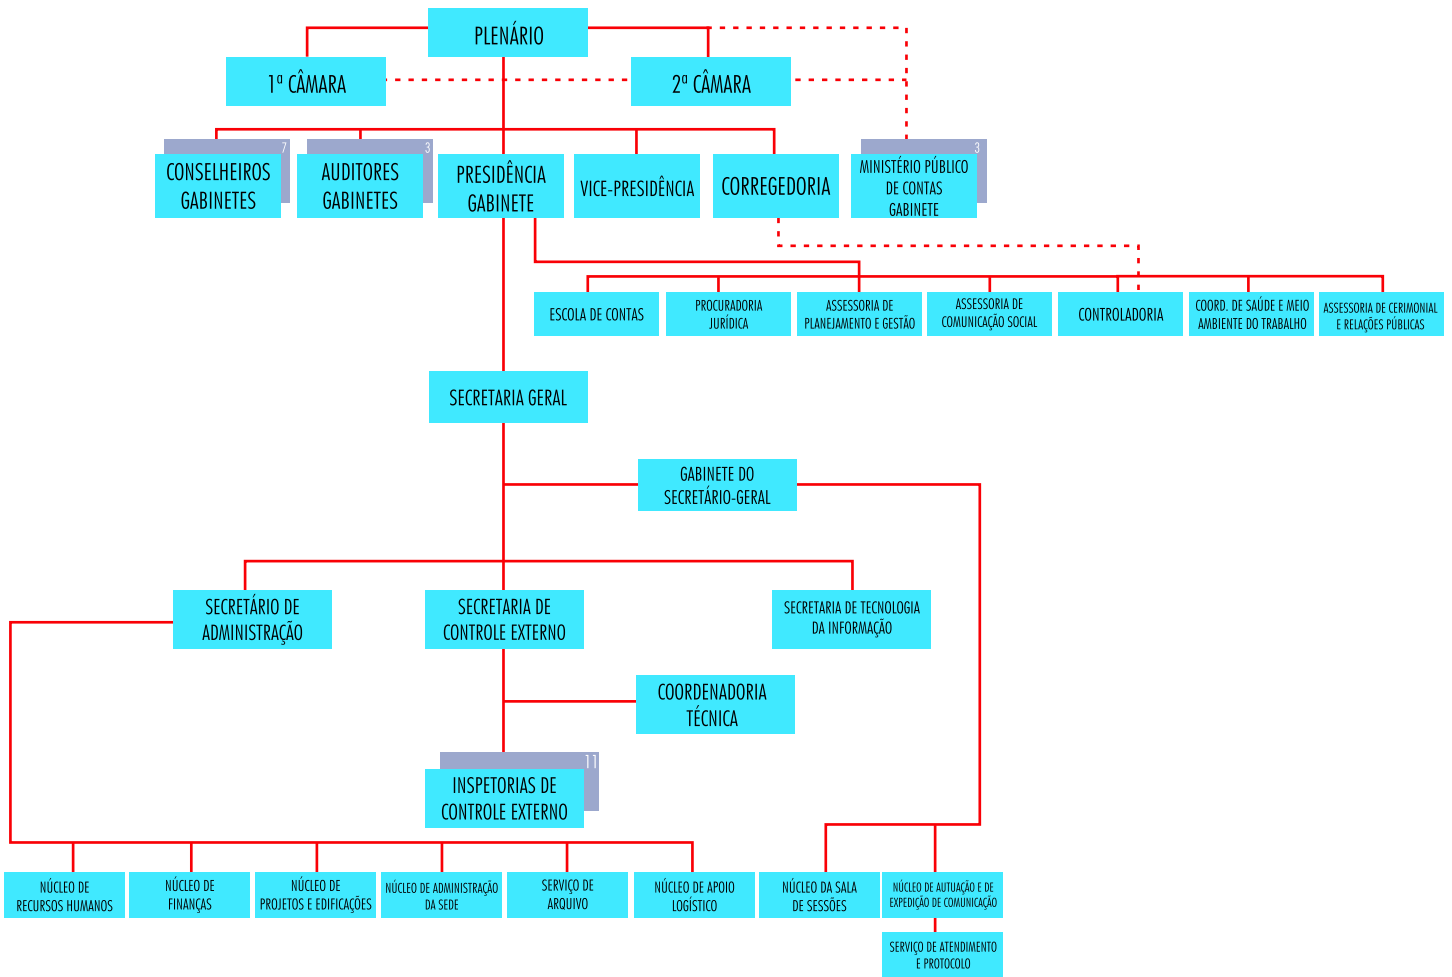 PLENÁRIO
1ª CÂMARA
2ª CÂMARA
7
CONSELHEIROS
GABINETES
3
AUDITORES
GABINETES
PRESIDÊNCIA
GABINETE
VICE-PRESIDÊNCIA
CORREGEDORIA
3
MINISTÉRIO PÚBLICO
DE CONTAS
GABINETE
ESCOLA DE CONTAS
PROCURADORIA
JURÍDICA
ASSESSORIA DE
PLANEJAMENTO E GESTÃO
ASSESSORIA DE
COMUNICAÇÃO SOCIAL
CONTROLADORIA
COORD. DE SAÚDE E MEIO
AMBIENTE DO TRABALHO
ASSESSORIA DE CERIMONIAL
E RELAÇÕES PÚBLICAS
SECRETARIA GERAL
GABINETE DO
SECRETÁRIO-GERAL
SECRETÁRIO DE
ADMINISTRAÇÃO
SECRETARIA DE
CONTROLE EXTERNO
SECRETARIA DE TECNOLOGIA
DA INFORMAÇÃO
COORDENADORIA
TÉCNICA
11
INSPETORIAS DE
CONTROLE EXTERNO
NÚCLEO DE
RECURSOS HUMANOS
NÚCLEO DE
FINANÇAS
NÚCLEO DE
PROJETOS E EDIFICAÇÕES
NÚCLEO DE ADMINISTRAÇÃO
DA SEDE
SERVIÇO DE
ARQUIVO
NÚCLEO DE APOIO
LOGÍSTICO
NÚCLEO DA SALA
DE SESSÕES
NÚCLEO DE AUTUAÇÃO E DE
EXPEDIÇÃO DE COMUNICAÇÃO
SERVIÇO DE ATENDIMENTO
E PROTOCOLO